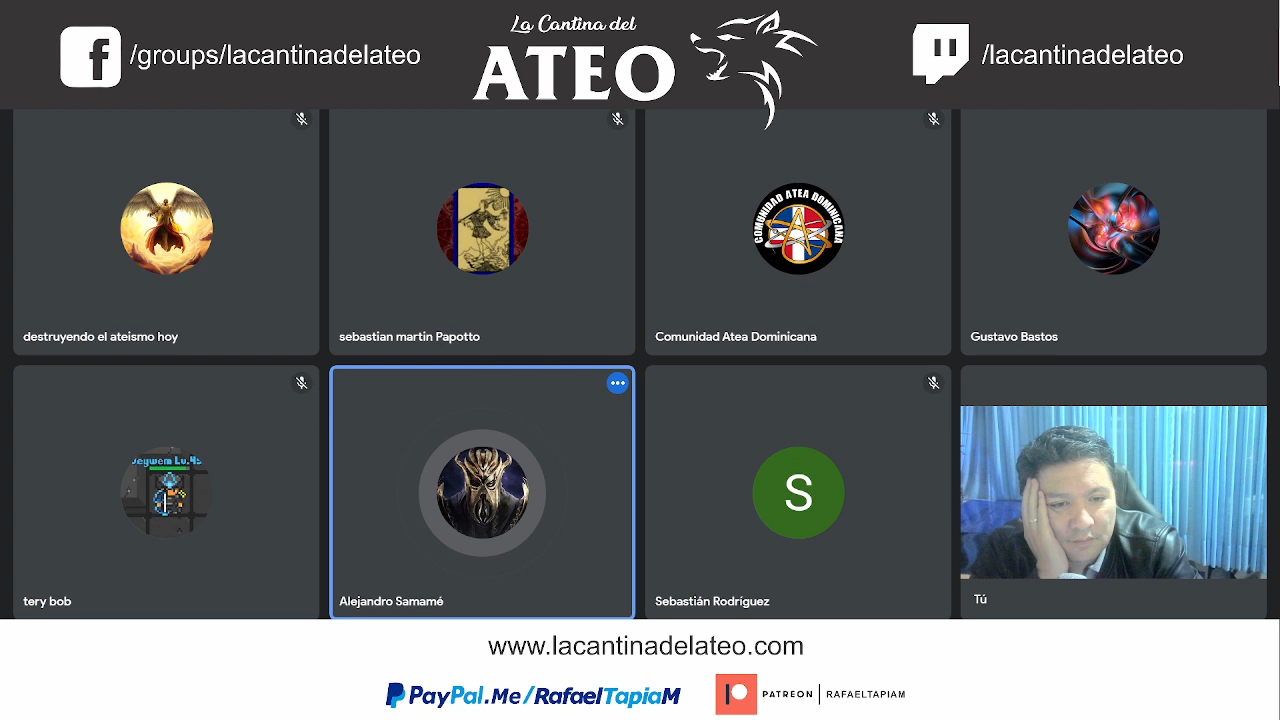 /groups/lacantinadelateo
La Cantina del
ATEO
/lacantinadelateo
destruyendo el ateismo hoy
sebastian martin Papotto
COMUNIDAD ATEA DOMINICANA
Comunidad Atea Dominicana
Gustavo Bastos
tery bob
Alejandro Samamé
S
Sebastián Rodríguez
Tú
www.lacantinadelateo.com
PayPal.Me/RafaelTapiaM
PATREON | RAFAELTAPIAM